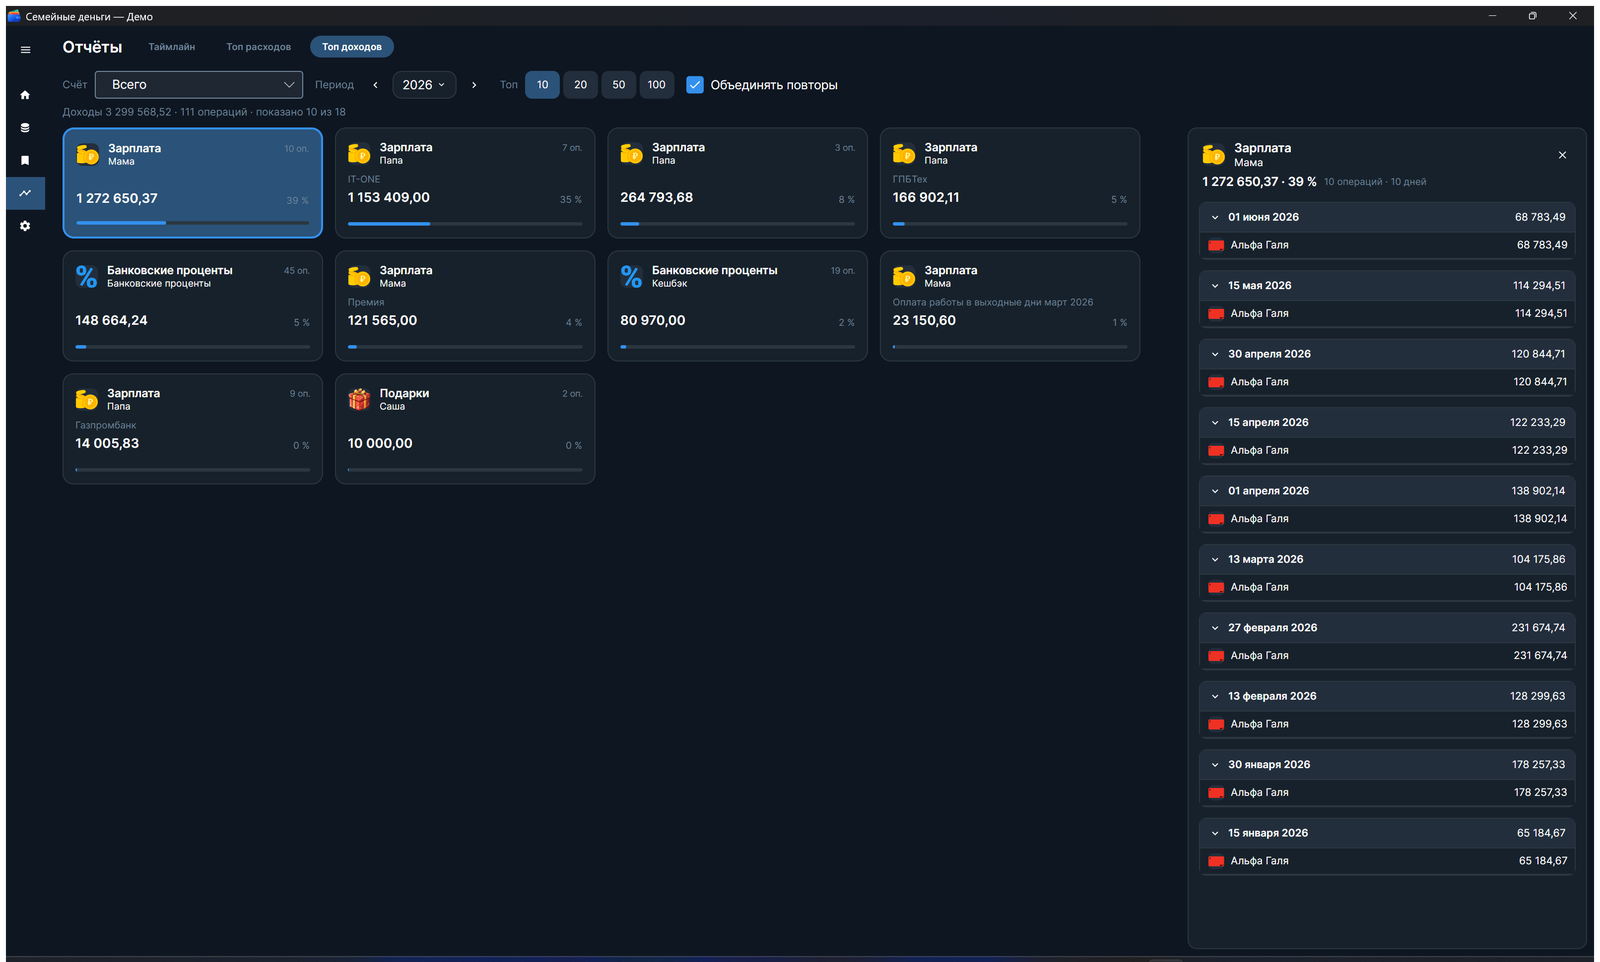 Семейные деньги — Демо
Отчёты
Таймлайн
Топ расходов
Топ доходов
Счёт
Всего
Период
2026
Топ
10
20
50
100
Объединять повторы
Доходы 3 299 568,52 · 111 операций · показано 10 из 18
Зарплата
10 оп.
Мама
1 272 650,37
39 %
Зарплата
7 оп.
Папа
IT-ONE
1 153 409,00
35 %
Зарплата
3 оп.
Папа
264 793,68
8 %
Зарплата
Папа
ГПБТех
166 902,11
5 %
Банковские проценты
45 оп.
Банковские проценты
148 664,24
5 %
Зарплата
Мама
Премия
121 565,00
4 %
Банковские проценты
19 оп.
Кешбэк
80 970,00
2 %
Зарплата
Мама
Оплата работы в выходные дни март 2026
23 150,60
1 %
Зарплата
9 оп.
Папа
Газпромбанк
14 005,83
0 %
Подарки
2 оп.
Саша
10 000,00
0 %
Зарплата
Мама
1 272 650,37 · 39 % 10 операций · 10 дней
01 июня 2026 68 783,49
Альфа Галя 68 783,49
15 мая 2026 114 294,51
Альфа Галя 114 294,51
30 апреля 2026 120 844,71
Альфа Галя 120 844,71
15 апреля 2026 122 233,29
Альфа Галя 122 233,29
01 апреля 2026 138 902,14
Альфа Галя 138 902,14
13 марта 2026 104 175,86
Альфа Галя 104 175,86
27 февраля 2026 231 674,74
Альфа Галя 231 674,74
13 февраля 2026 128 299,63
Альфа Галя 128 299,63
30 января 2026 178 257,33
Альфа Галя 178 257,33
15 января 2026 65 184,67
Альфа Галя 65 184,67